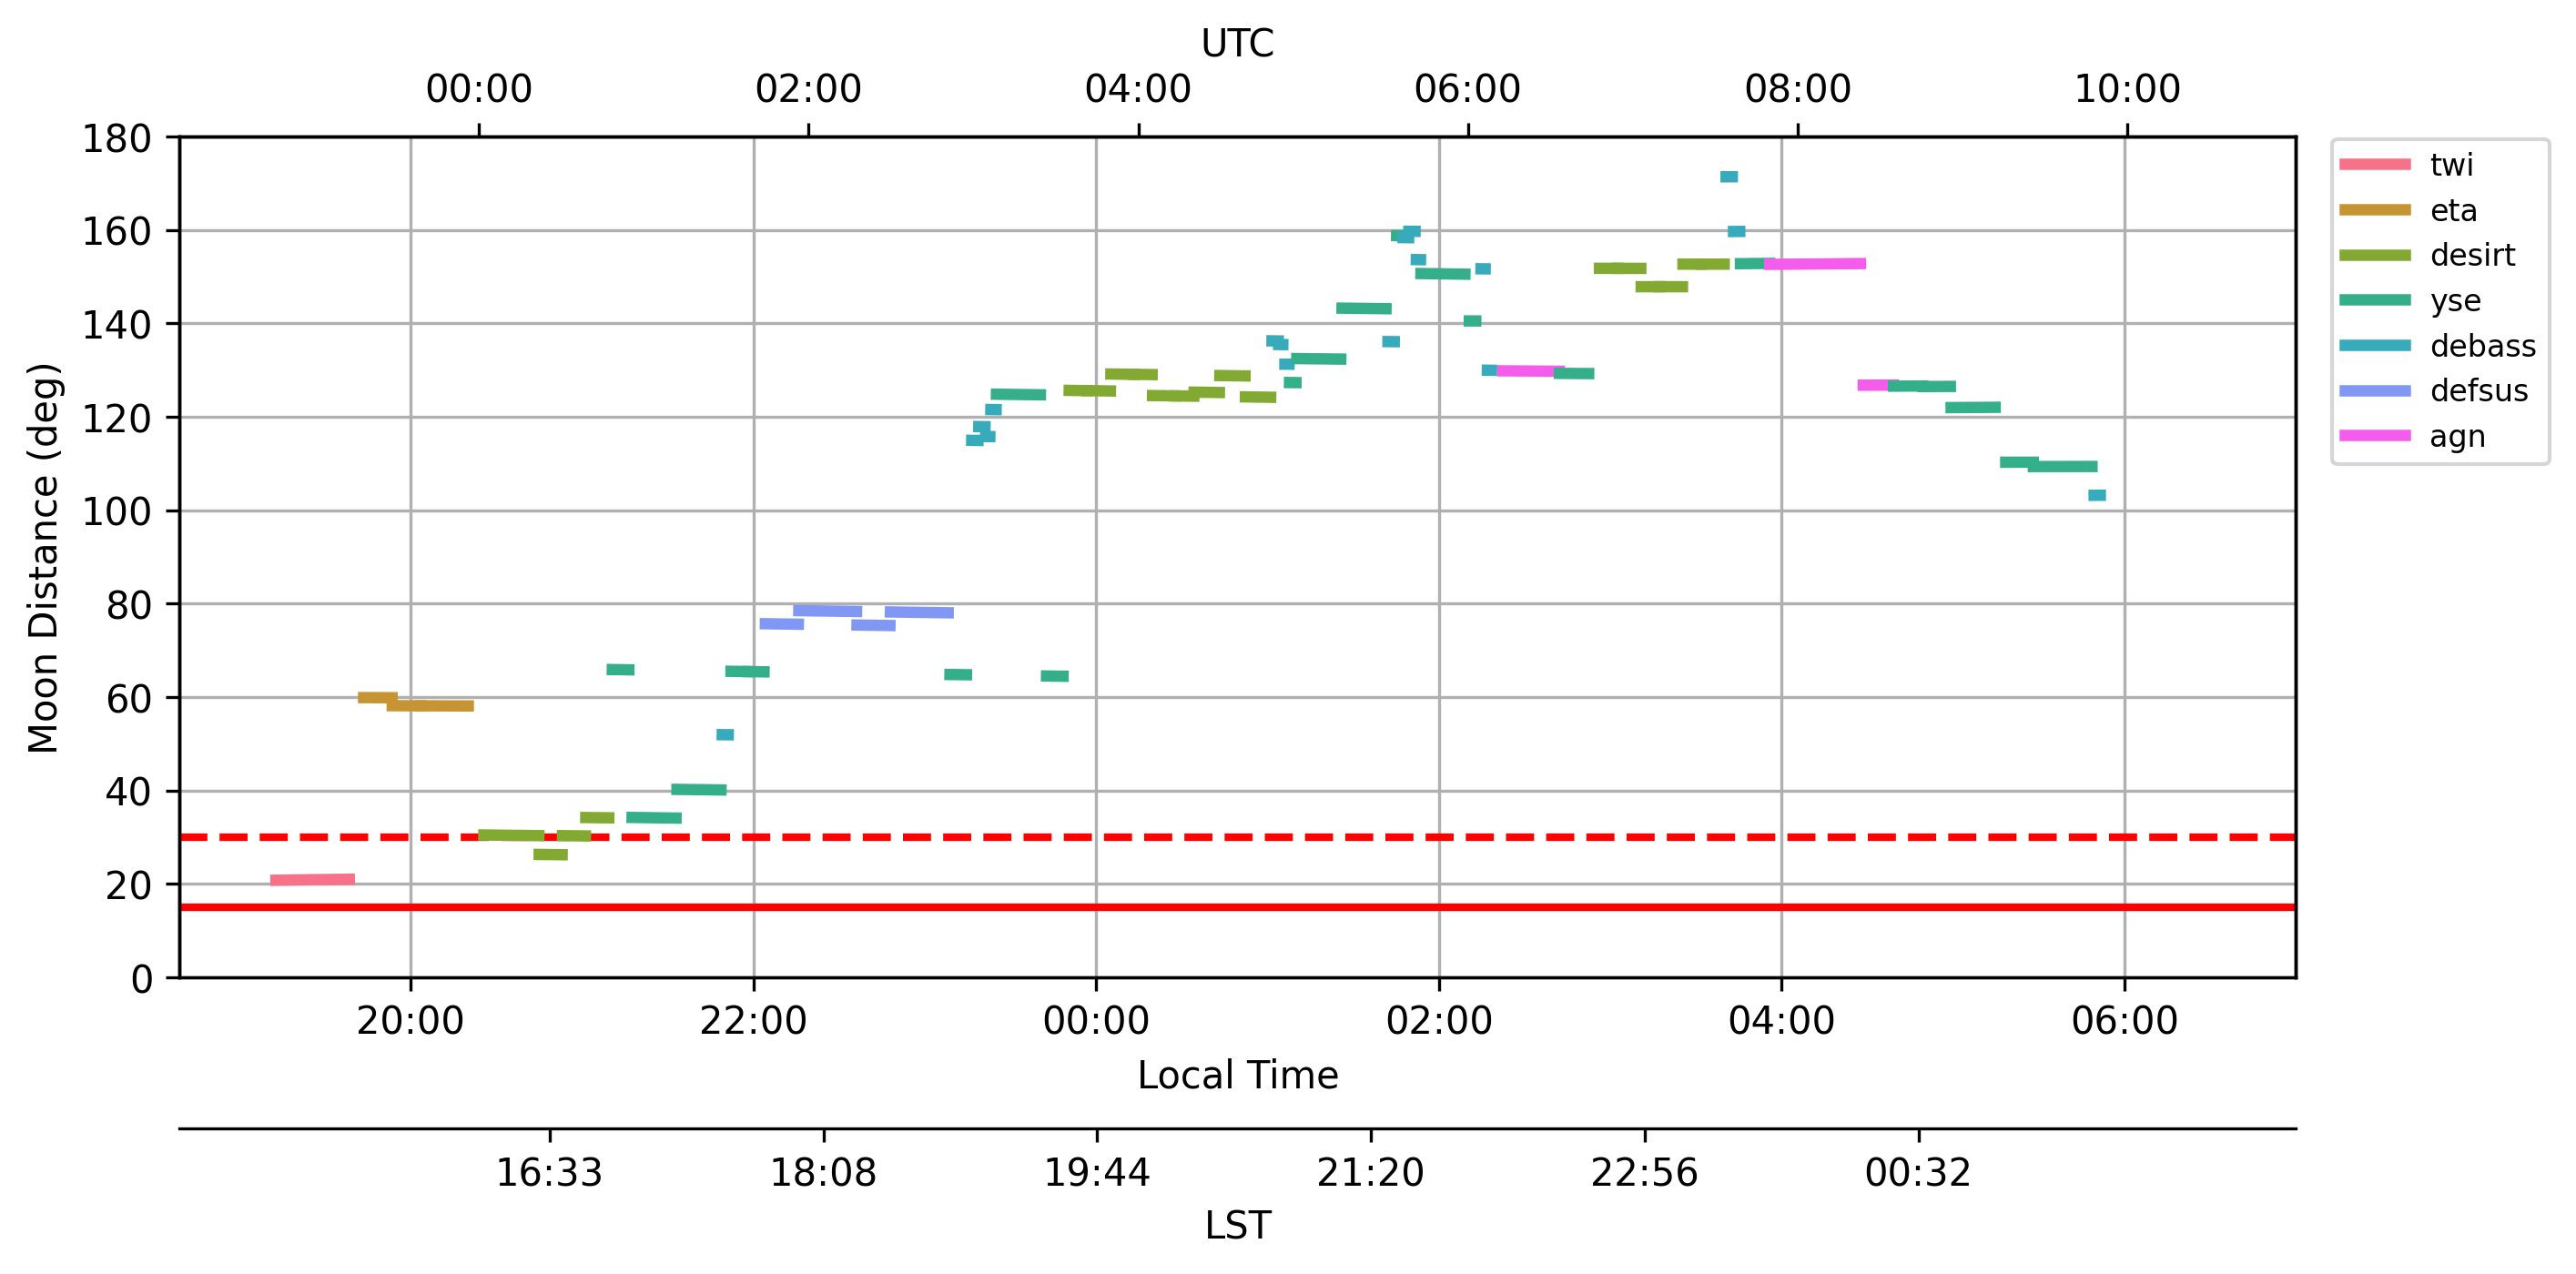 UTC
00:00 02:00 04:00 06:00 08:00 10:00
180
160
140
120
100
80
60
40
20
0
Moon Distance (deg)
twi
eta
desirt
yse
debass
defsus
agn
20:00 22:00 00:00 02:00 04:00 06:00
Local Time
16:33 18:08 19:44 21:20 22:56 00:32
LST